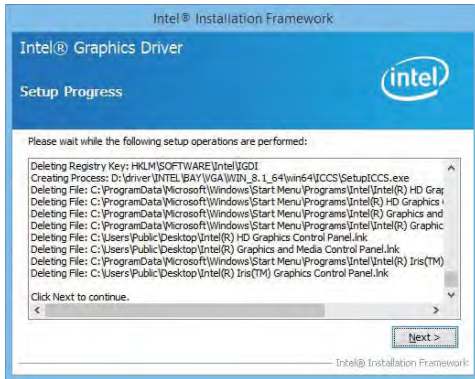 Intel® Installation Framework
Intel® Graphics Driver
Setup Progress
intel
Please wait while the following setup operations are performed:
Deleting Registry Key: HKLM\SOFTWARE\Intel\IGDI
Creating Process: D:\driver\INTEL\BAY\VGA\WIN_8.1_64\win64\ICCS\SetupICCS.exe
Deleting File: C:\ProgramData\Microsoft\Windows\Start Menu\Programs\Intel\Intel(R) HD Grap
Deleting File: C:\ProgramData\Microsoft\Windows\Start Menu\Programs\Intel(R) HD Graphics
Deleting File: C:\ProgramData\Microsoft\Windows\Start Menu\Programs\Intel(R) Graphics and
Deleting File: C:\ProgramData\Microsoft\Windows\Start Menu\Programs\Intel\Intel(R) Graphic
Deleting File: C:\Users\Public\Desktop\Intel(R) HD Graphics Control Panel.lnk
Deleting File: C:\Users\Public\Desktop\Intel(R) Graphics and Media Control Panel.lnk
Deleting File: C:\ProgramData\Microsoft\Windows\Start Menu\Programs\Intel\Intel(R) Iris(TM)
Deleting File: C:\Users\Public\Desktop\Intel(R) Iris(TM) Graphics Control Panel.lnk
Click Next to continue.
Next >
Intel® Installation Framework